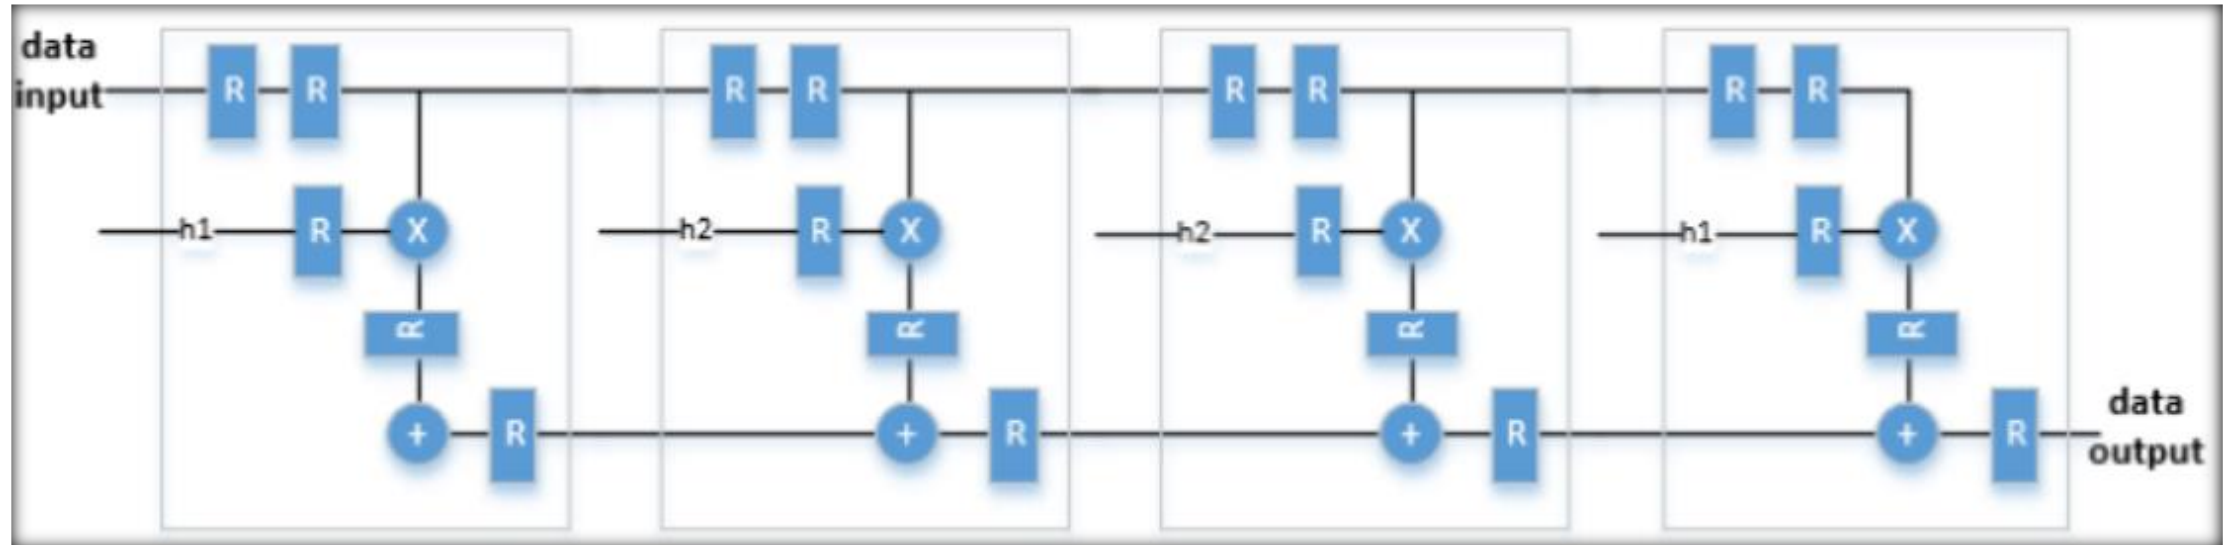 data
input
R R R R R R R R
h1 R X h2 R X h2 R X h1 R X
R R R R
+ R + R + R + R
data
output